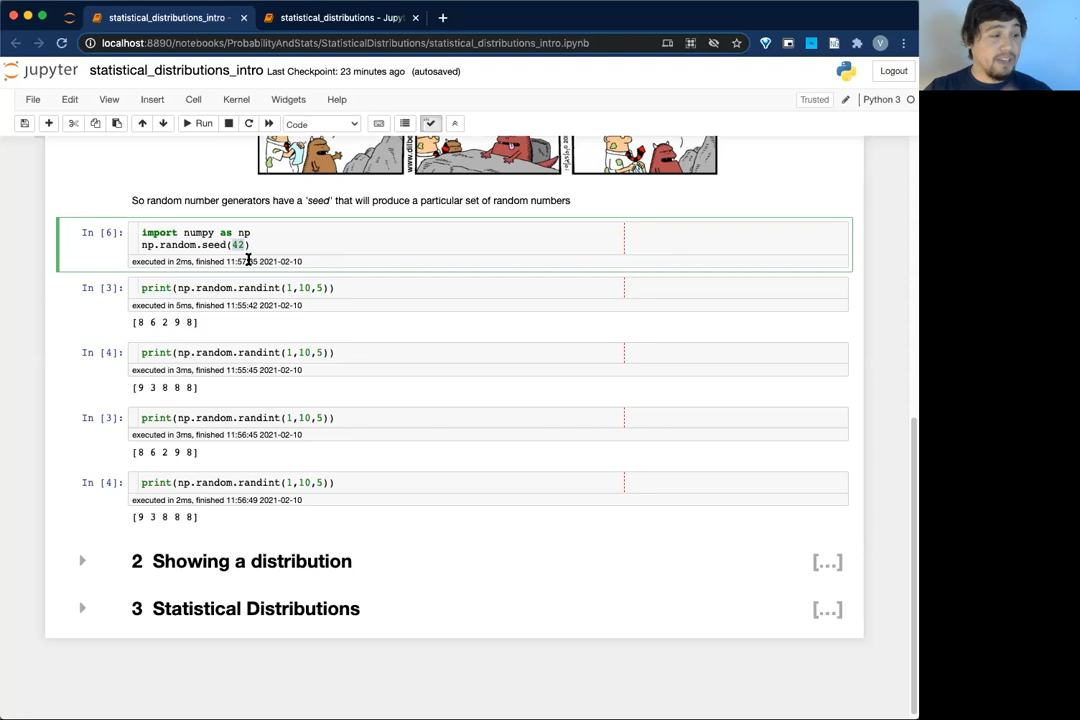 statistical_distributions_intro -
statistical_distributions - Jupyt
localhost:8890/notebooks/ProbabilityAndStats/StatisticalDistributions/statistical_distributions_intro.ipynb
V
jupyter statistical_distributions_intro Last Checkpoint: 23 minutes ago (autosaved)
Logout
File Edit View Insert Cell Kernel Widgets Help
Trusted Python 3
Run Code
So random number generators have a 'seed' that will produce a particular set of random numbers
In [6]: import numpy as np
np.random.seed(42)
executed in 2ms, finished 11:57:35 2021-02-10
In [3]: print(np.random.randint(1,10,5))
executed in 5ms, finished 11:55:42 2021-02-10
[8 6 2 9 8]
In [4]: print(np.random.randint(1,10,5))
executed in 3ms, finished 11:55:45 2021-02-10
[9 3 8 8 8]
In [3]: print(np.random.randint(1,10,5))
executed in 3ms, finished 11:56:45 2021-02-10
[8 6 2 9 8]
In [4]: print(np.random.randint(1,10,5))
executed in 2ms, finished 11:56:49 2021-02-10
[9 3 8 8 8]
2 Showing a distribution [...]
3 Statistical Distributions [...]